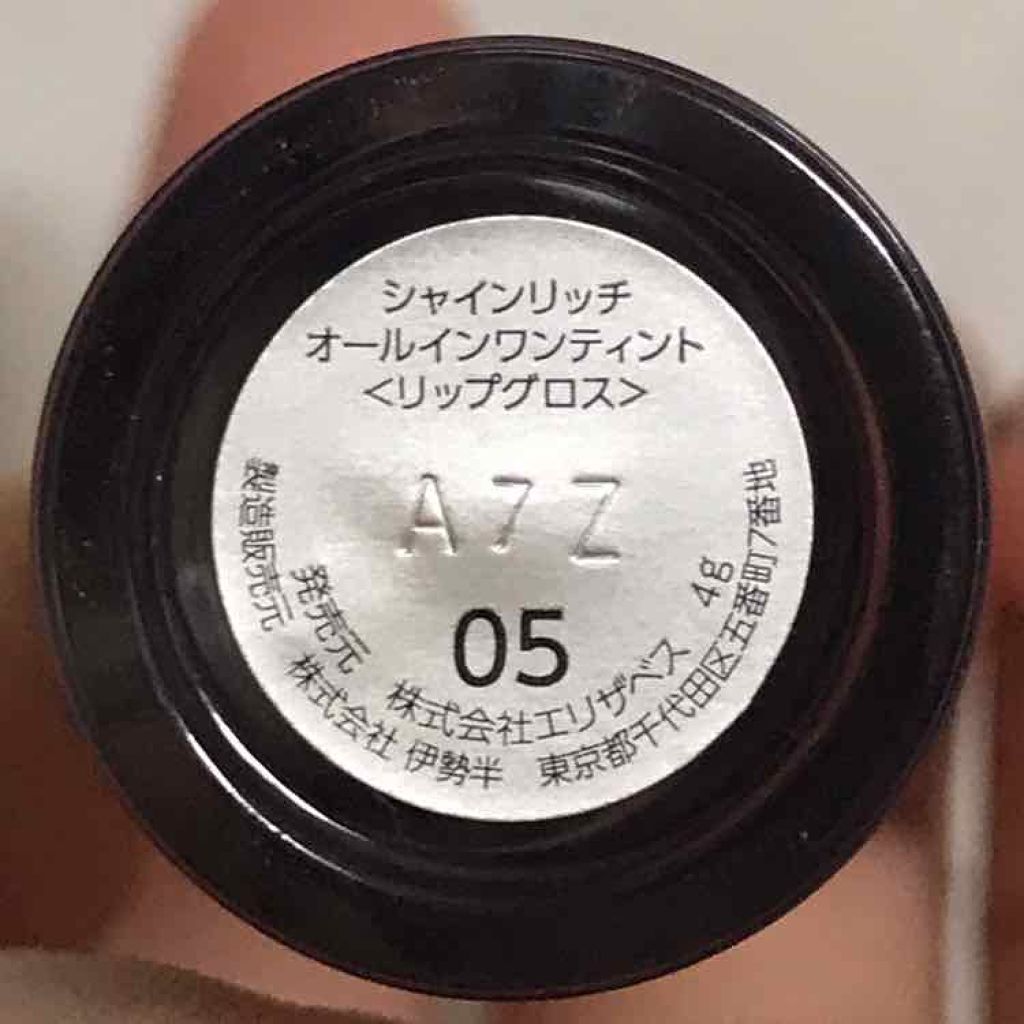 シャインリッチ
オールインワンティント
<リップグロス>
A7Z
05
4g
発売元 株式会社エリザベス
製造販売元 株式会社 伊勢半 東京都千代田区五番町7番地